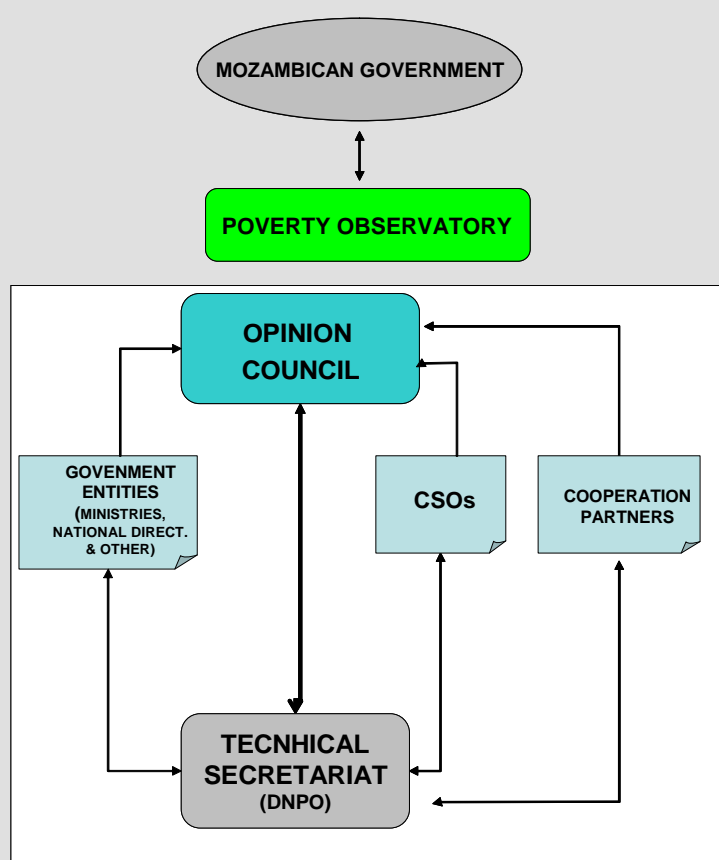 MOZAMBICAN GOVERNMENT
POVERTY OBSERVATORY
OPINION
COUNCIL
GOVENMENT
ENTITIES
(MINISTRIES,
NATIONAL DIRECT.
& OTHER)
CSOs
COOPERATION
PARTNERS
TECNHICAL
SECRETARIAT
(DNPO)